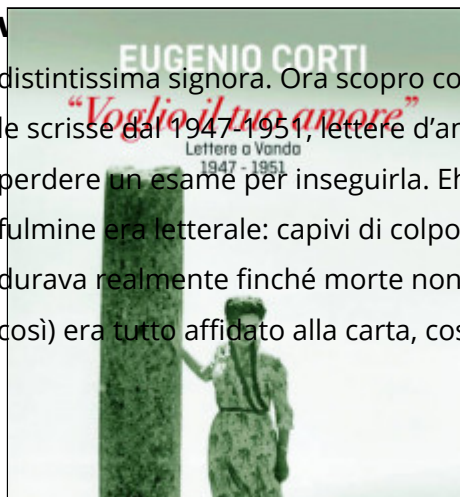 EUGENIO CORTI
distintissima signora. Ora scopro co
“Voglio il tuo amore”
le scrisse dal 1947-1951, lettere d’ar
Lettere a Vanda
1947 - 1951
perdere un esame per inseguirla. Eh
fulmine era letterale: capivi di colpo
durava realmente finché morte non
così) era tutto affidato alla carta, cos